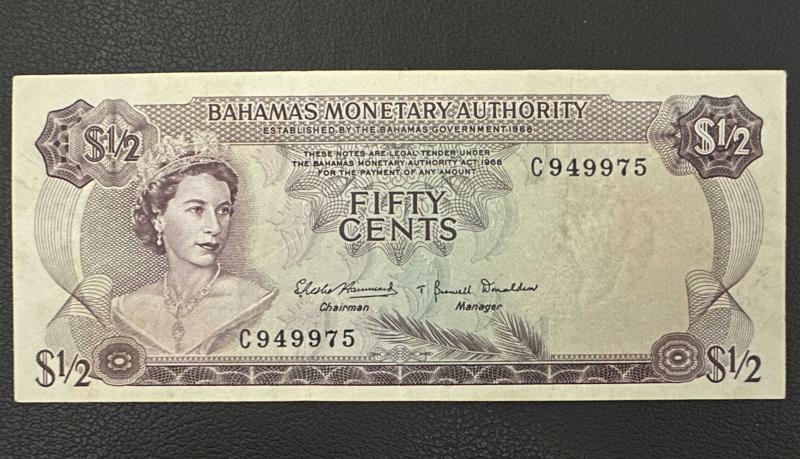 BAHAMAS MONETARY AUTHORITY
ESTABLISHED BY THE BAHAMAS GOVERNMENT 1968
$1/2
$1/2
THESE NOTES ARE LEGAL TENDER UNDER
THE BAHAMAS MONETARY AUTHORITY ACT 1968
FOR THE PAYMENT OF ANY AMOUNT
C949975
FIFTY
CENTS
T Boswell Donaldson
Chairman
Manager
C949975
$1/2
$1/2